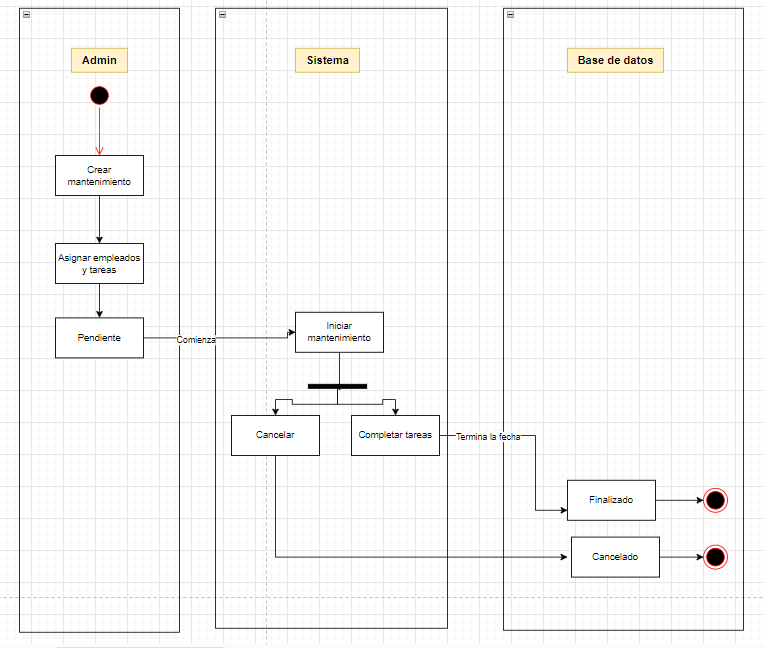 Admin
Sistema
Base de datos
Crear
mantenimiento
Asignar empleados
y tareas
Pendiente
Comienza
Iniciar
mantenimiento
Cancelar
Completar tareas
Termina la fecha
Finalizado
Cancelado